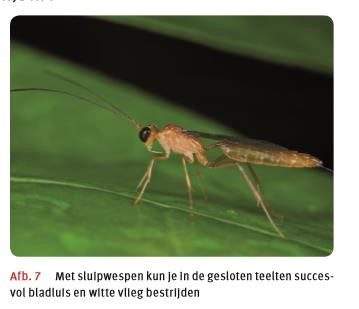 Afb. 7 Met sluipwespen kun je in de gesloten teelten succes-
vol bladluis en witte vlieg bestrijden